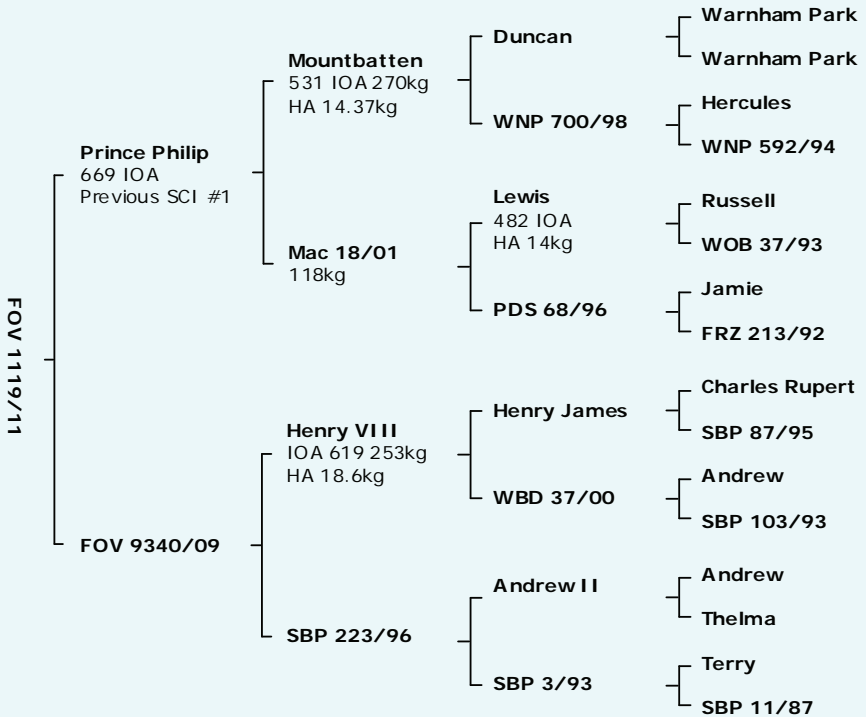 FOV 1119/11
Prince Philip
669 IOA
Previous SCI #1
FOV 9340/09
Mountbatten
531 IOA 270kg
HA 14.37kg
Mac 18/01
118kg
Henry VIII
IOA 619 253kg
HA 18.6kg
SBP 223/96
Duncan
WNP 700/98
Lewis
482 IOA
HA 14kg
PDS 68/96
Henry James
WBD 37/00
Andrew II
SBP 3/93
Warnham Park
Warnham Park
Hercules
WNP 592/94
Russell
WOB 37/93
Jamie
FRZ 213/92
Charles Rupert
SBP 87/95
Andrew
SBP 103/93
Andrew
Thelma
Terry
SBP 11/87